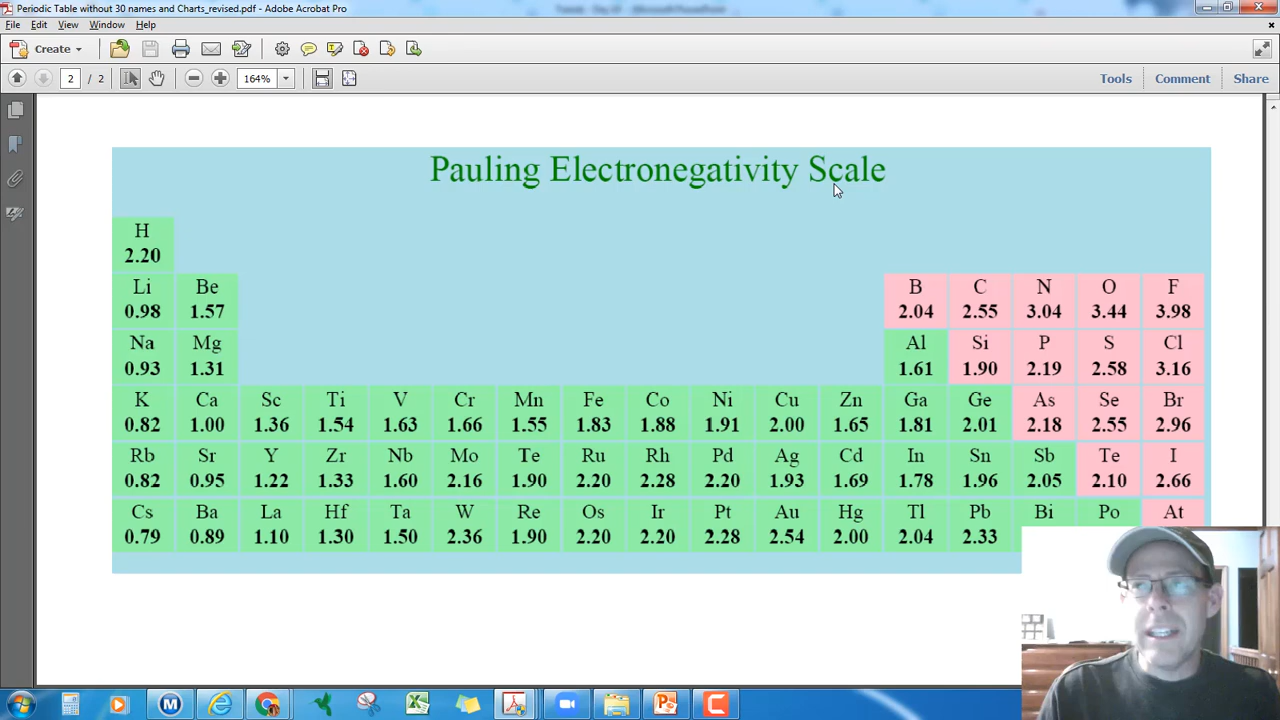 Periodic Table without 30 names and Charts_revised.pdf - Adobe Acrobat Pro
File Edit View Window Help
Create
2 / 2 164% Tools Comment Share
Pauling Electronegativity Scale
H
2.20
Li Be B C N O F
0.98 1.57 2.04 2.55 3.04 3.44 3.98
Na Mg Al Si P S Cl
0.93 1.31 1.61 1.90 2.19 2.58 3.16
K Ca Sc Ti V Cr Mn Fe Co Ni Cu Zn Ga Ge As Se Br
0.82 1.00 1.36 1.54 1.63 1.66 1.55 1.83 1.88 1.91 2.00 1.65 1.81 2.01 2.18 2.55 2.96
Rb Sr Y Zr Nb Mo Te Ru Rh Pd Ag Cd In Sn Sb Te I
0.82 0.95 1.22 1.33 1.60 2.16 1.90 2.20 2.28 2.20 1.93 1.69 1.78 1.96 2.05 2.10 2.66
Cs Ba La Hf Ta W Re Os Ir Pt Au Hg Tl Pb Bi Po At
0.79 0.89 1.10 1.30 1.50 2.36 1.90 2.20 2.20 2.28 2.54 2.00 2.04 2.33